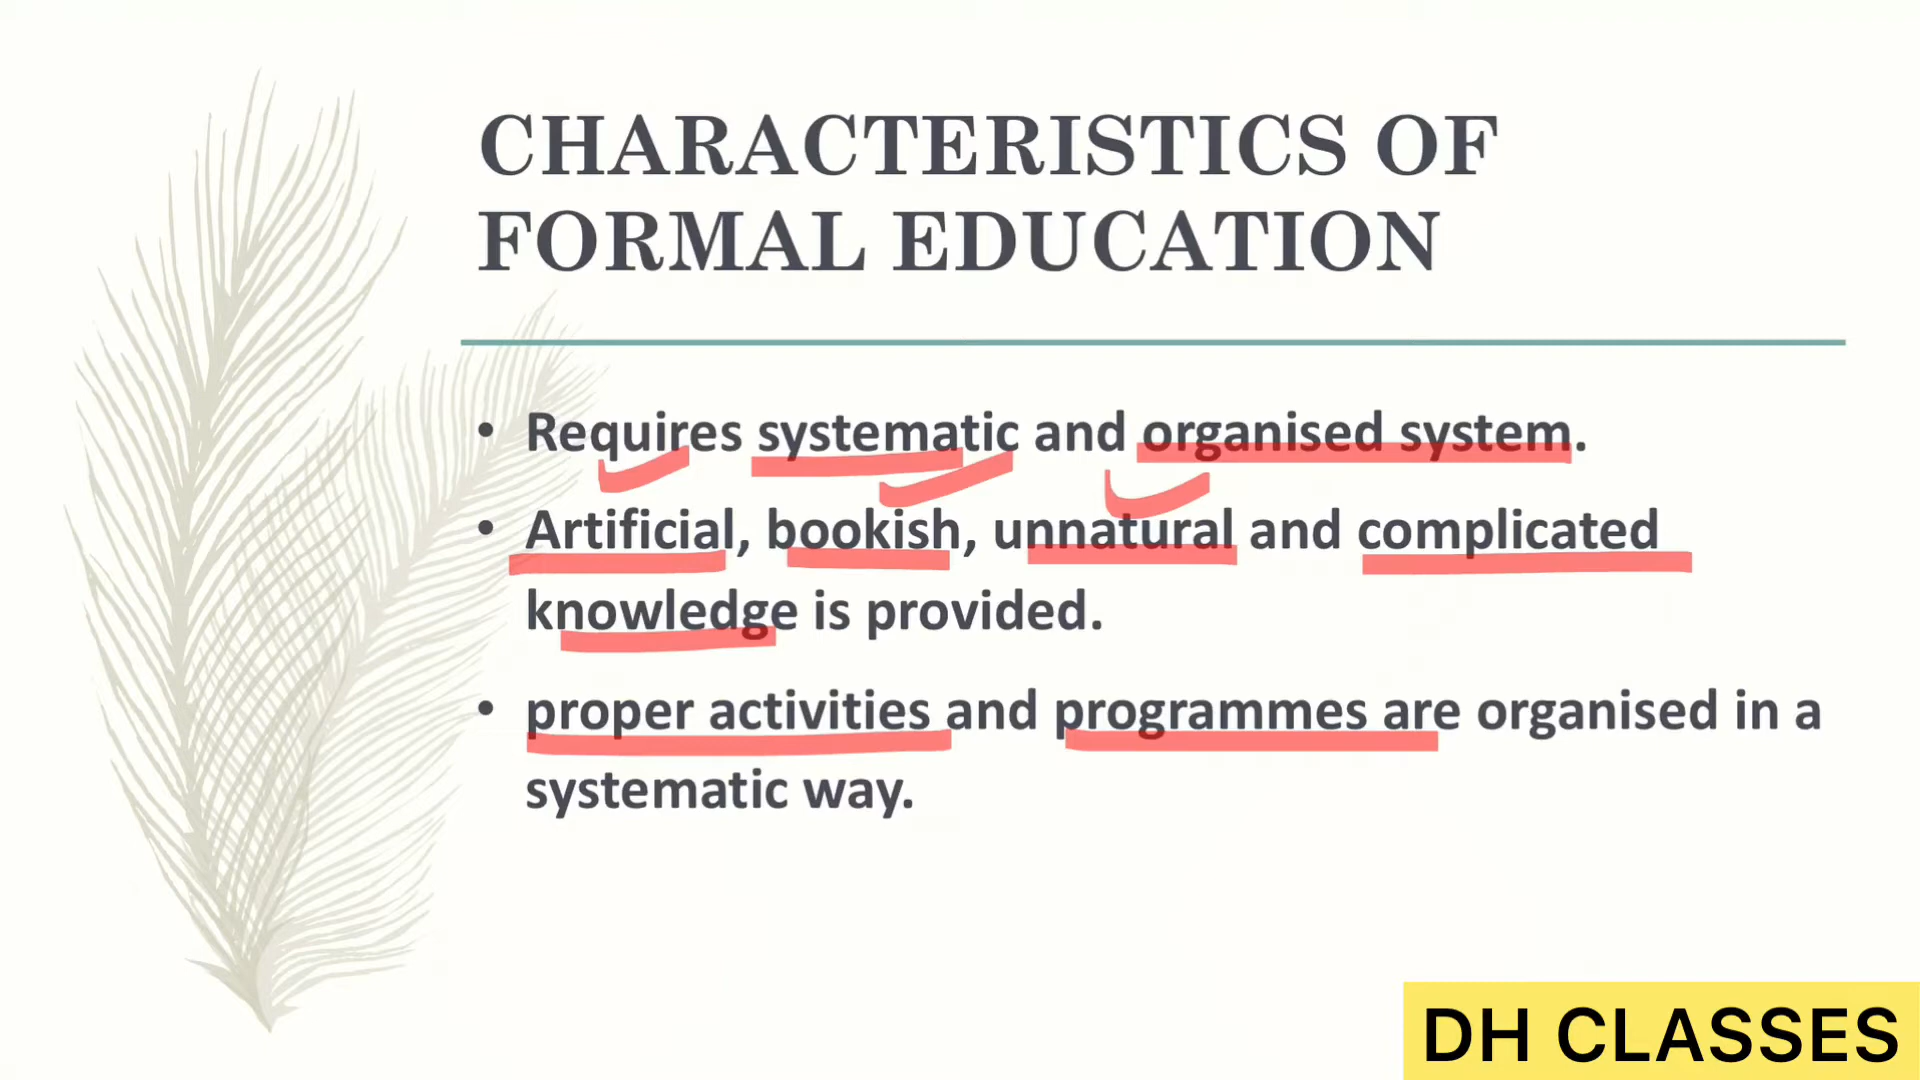 CHARACTERISTICS OF
FORMAL EDUCATION
• Requires systematic and organised system.
• Artificial, bookish, unnatural and complicated
knowledge is provided.
• proper activities and programmes are organised in a
systematic way.
DH CLASSES